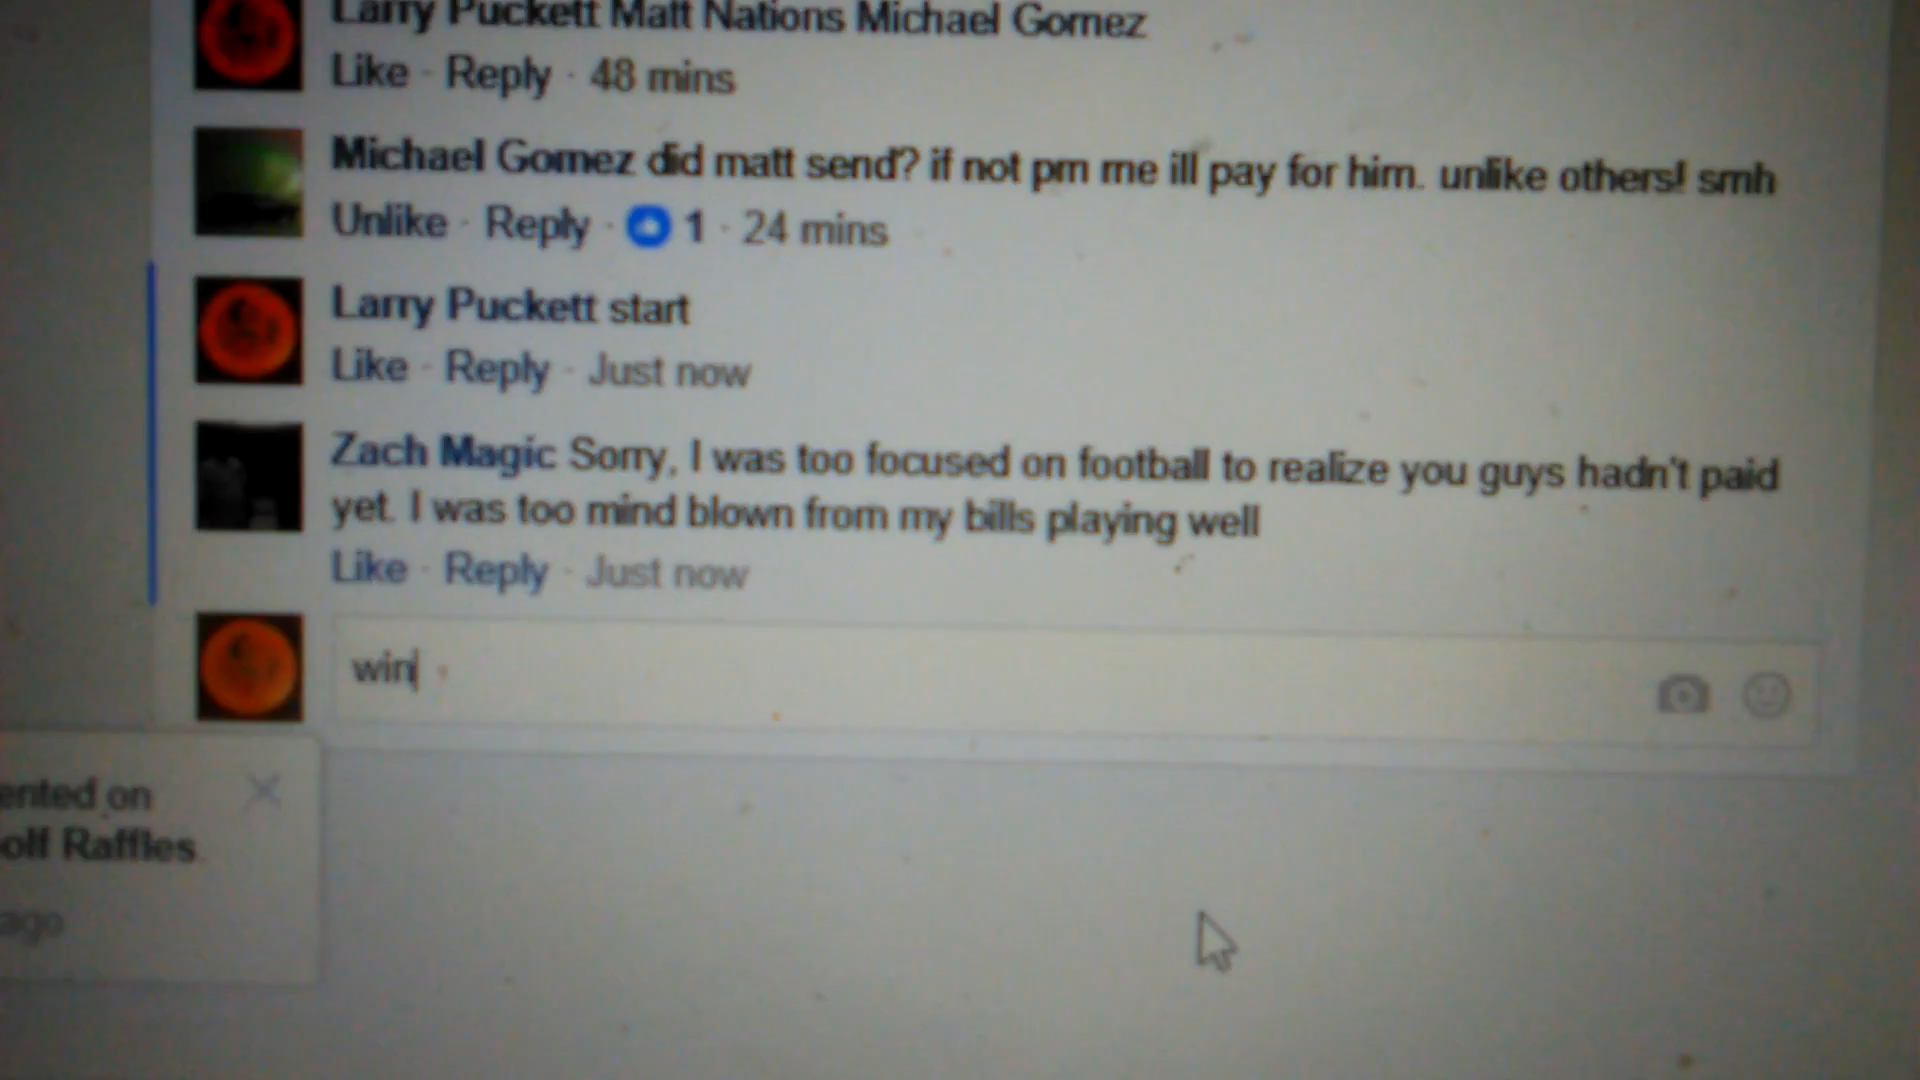 Larry Puckett Matt Nations Michael Gomez
Like · Reply · 48 mins
Michael Gomez did matt send? if not pm me ill pay for him. unlike others! smh
Unlike · Reply · 1 · 24 mins
Larry Puckett start
Like · Reply · Just now
Zach Magic Sorry, I was too focused on football to realize you guys hadn't paid
yet. I was too mind blown from my bills playing well
Like · Reply · Just now
win
ented on
olf Raffles.
ago